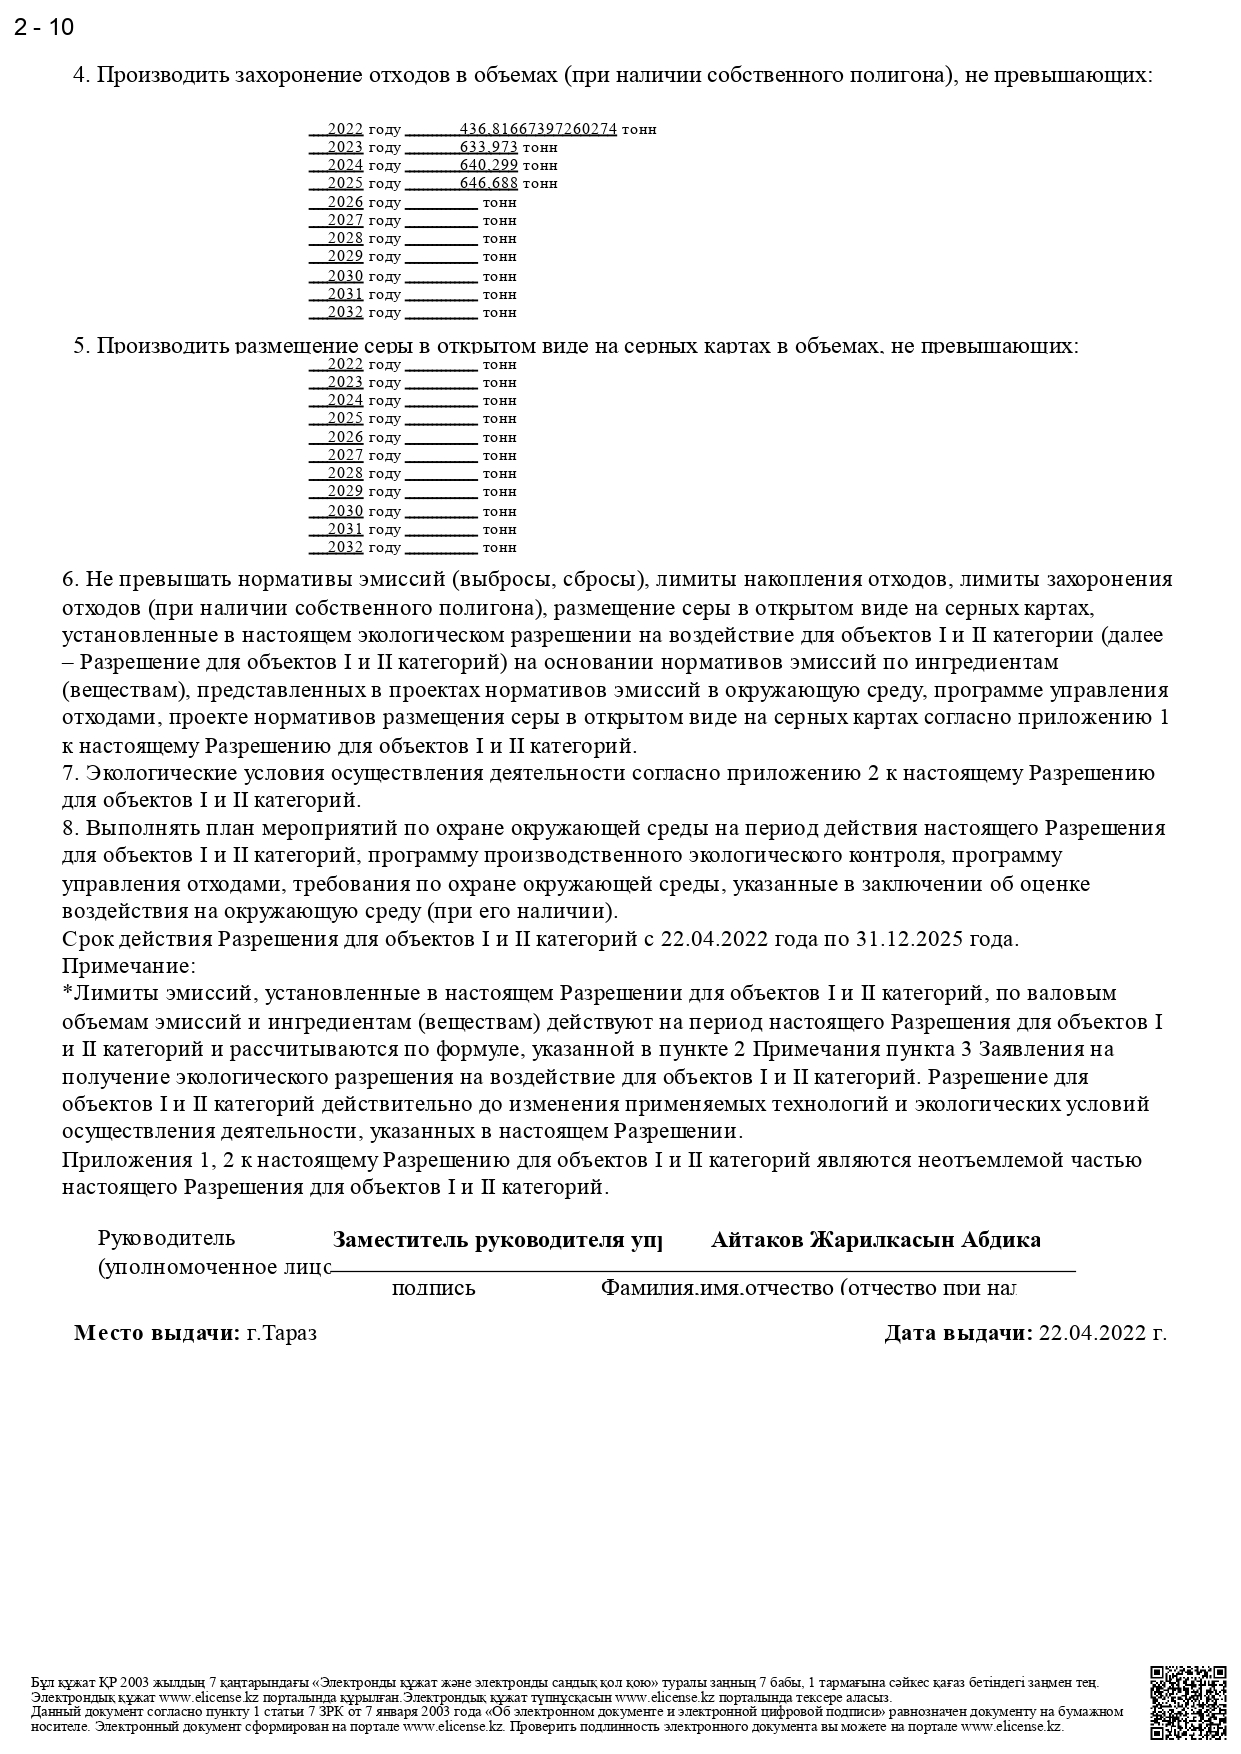 2 - 10
4. Производить захоронение отходов в объемах (при наличии собственного полигона), не превышающих:
2022 году 436,81667397260274 тонн
2023 году 633,973 тонн
2024 году 640,299 тонн
2025 году 646,688 тонн
2026 году __________ тонн
2027 году __________ тонн
2028 году __________ тонн
2029 году __________ тонн
2030 году __________ тонн
2031 году __________ тонн
2032 году __________ тонн
5. Производить размещение серы в открытом виде на серных картах в объемах, не превышающих:
2022 году __________ тонн
2023 году __________ тонн
2024 году __________ тонн
2025 году __________ тонн
2026 году __________ тонн
2027 году __________ тонн
2028 году __________ тонн
2029 году __________ тонн
2030 году __________ тонн
2031 году __________ тонн
2032 году __________ тонн
6. Не превышать нормативы эмиссий (выбросы, сбросы), лимиты накопления отходов, лимиты захоронения
отходов (при наличии собственного полигона), размещение серы в открытом виде на серных картах,
установленные в настоящем экологическом разрешении на воздействие для объектов I и II категории (далее
– Разрешение для объектов I и II категорий) на основании нормативов эмиссий по ингредиентам
(веществам), представленных в проектах нормативов эмиссий в окружающую среду, программе управления
отходами, проекте нормативов размещения серы в открытом виде на серных картах согласно приложению 1
к настоящему Разрешению для объектов I и II категорий.
7. Экологические условия осуществления деятельности согласно приложению 2 к настоящему Разрешению
для объектов I и II категорий.
8. Выполнять план мероприятий по охране окружающей среды на период действия настоящего Разрешения
для объектов I и II категорий, программу производственного экологического контроля, программу
управления отходами, требования по охране окружающей среды, указанные в заключении об оценке
воздействия на окружающую среду (при его наличии).
Срок действия Разрешения для объектов I и II категорий с 22.04.2022 года по 31.12.2025 года.
Примечание:
*Лимиты эмиссий, установленные в настоящем Разрешении для объектов I и II категорий, по валовым
объемам эмиссий и ингредиентам (веществам) действуют на период настоящего Разрешения для объектов I
и II категорий и рассчитываются по формуле, указанной в пункте 2 Примечания пункта 3 Заявления на
получение экологического разрешения на воздействие для объектов I и II категорий. Разрешение для
объектов I и II категорий действительно до изменения применяемых технологий и экологических условий
осуществления деятельности, указанных в настоящем Разрешении.
Приложения 1, 2 к настоящему Разрешению для объектов I и II категорий являются неотъемлемой частью
настоящего Разрешения для объектов I и II категорий.
Руководитель Заместитель руководителя упр Айтаков Жарилкасын Абдика
(уполномоченное лицо
подпись Фамилия.имя.отчество (отчество при нал
Место выдачи: г.Тараз Дата выдачи: 22.04.2022 г.
Бұл құжат ҚР 2003 жылдың 7 қаңтарындағы «Электронды құжат және электронды сандық қол қою» туралы заңның 7 бабы, 1 тармағына сәйкес қағаз бетіндегі заңмен тең.
Электрондық құжат www.elicense.kz порталында құрылған.Электрондық құжат түпнұсқасын www.elicense.kz порталында тексере аласыз.
Данный документ согласно пункту 1 статьи 7 ЗРК от 7 января 2003 года «Об электронном документе и электронной цифровой подписи» равнозначен документу на бумажном
носителе. Электронный документ сформирован на портале www.elicense.kz. Проверить подлинность электронного документа вы можете на портале www.elicense.kz.